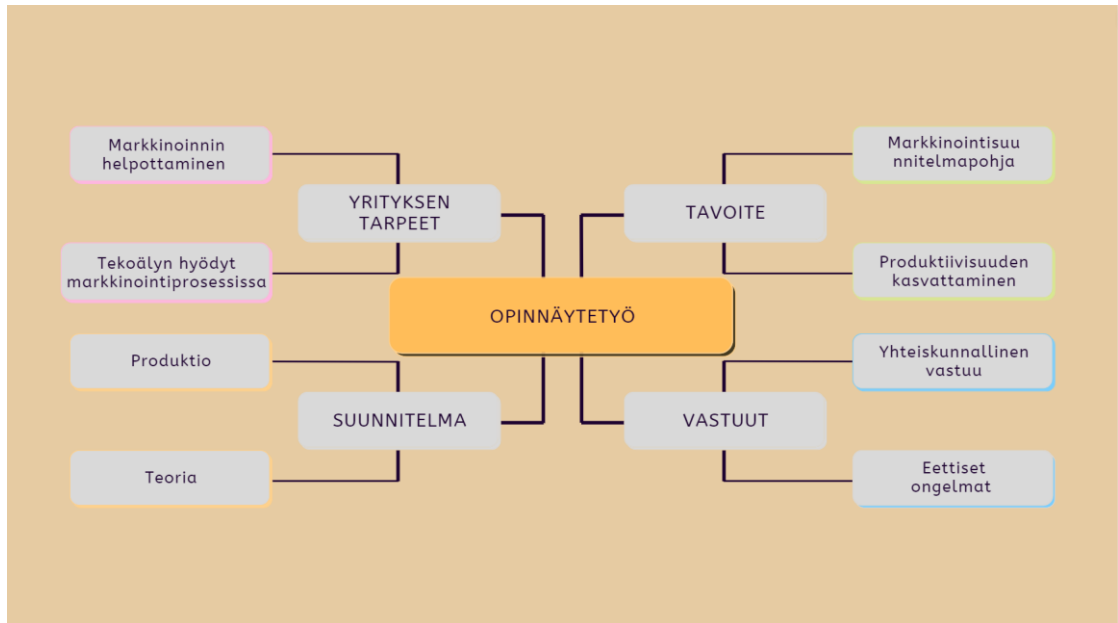 Markkinoinnin
helpottaminen
YRITYKSEN
TARPEET
Tekoälyn hyödyt
markkinointiprosessissa
Markkinointisuu
nnitelmapohja
TAVOITE
Produktiivisuuden
kasvattaminen
OPINNÄYTETYÖ
Produktio
SUUNNITELMA
Teoria
Yhteiskunnallinen
vastuu
VASTUUT
Eettiset
ongelmat